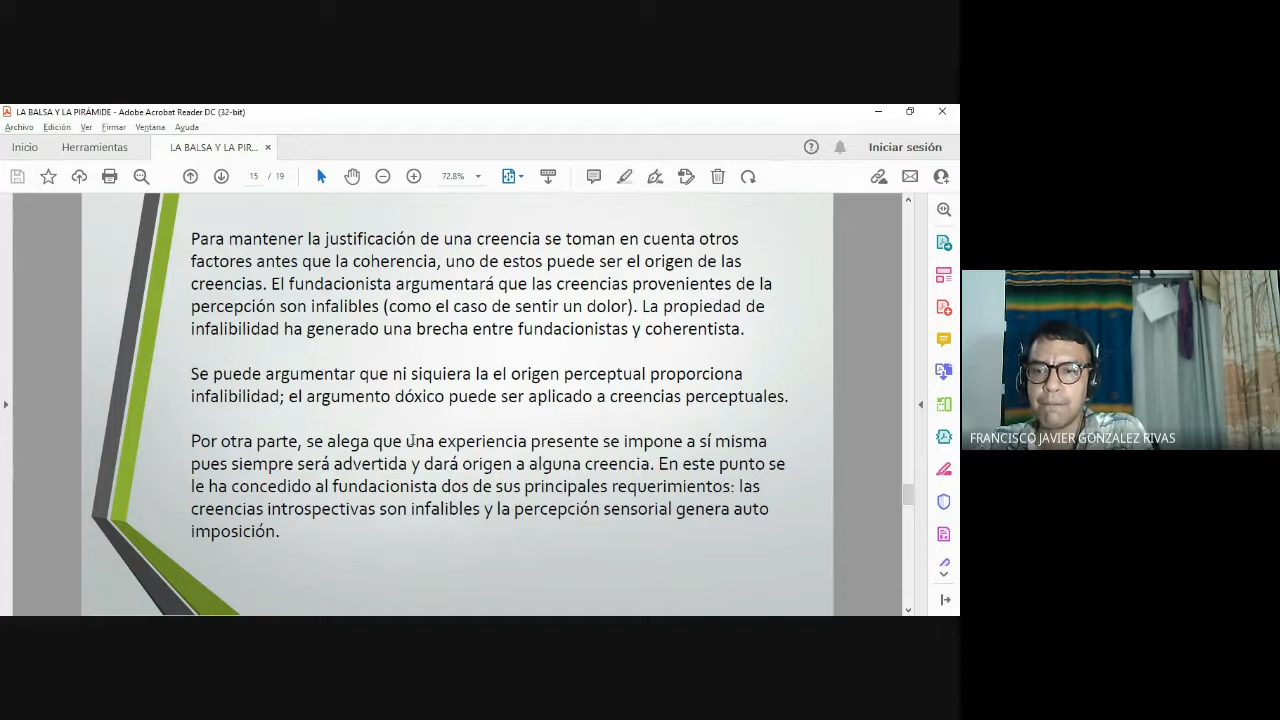 LA BALSA Y LA PIRÁMIDE - Adobe Acrobat Reader DC (32-bit)
Archivo Edición Ver Firmar Ventana Ayuda
Inicio Herramientas LA BALSA Y LA PIR... × Iniciar sesión
15 / 19 72.8%
Para mantener la justificación de una creencia se toman en cuenta otros
factores antes que la coherencia, uno de estos puede ser el origen de las
creencias. El fundacionista argumentará que las creencias provenientes de la
percepción son infalibles (como el caso de sentir un dolor). La propiedad de
infalibilidad ha generado una brecha entre fundacionistas y coherentista.
Se puede argumentar que ni siquiera la el origen perceptual proporciona
infalibilidad; el argumento dóxico puede ser aplicado a creencias perceptuales.
Por otra parte, se alega que una experiencia presente se impone a sí misma
pues siempre será advertida y dará origen a alguna creencia. En este punto se
le ha concedido al fundacionista dos de sus principales requerimientos: las
creencias introspectivas son infalibles y la percepción sensorial genera auto
imposición.
FRANCISCO JAVIER GONZALEZ RIVAS